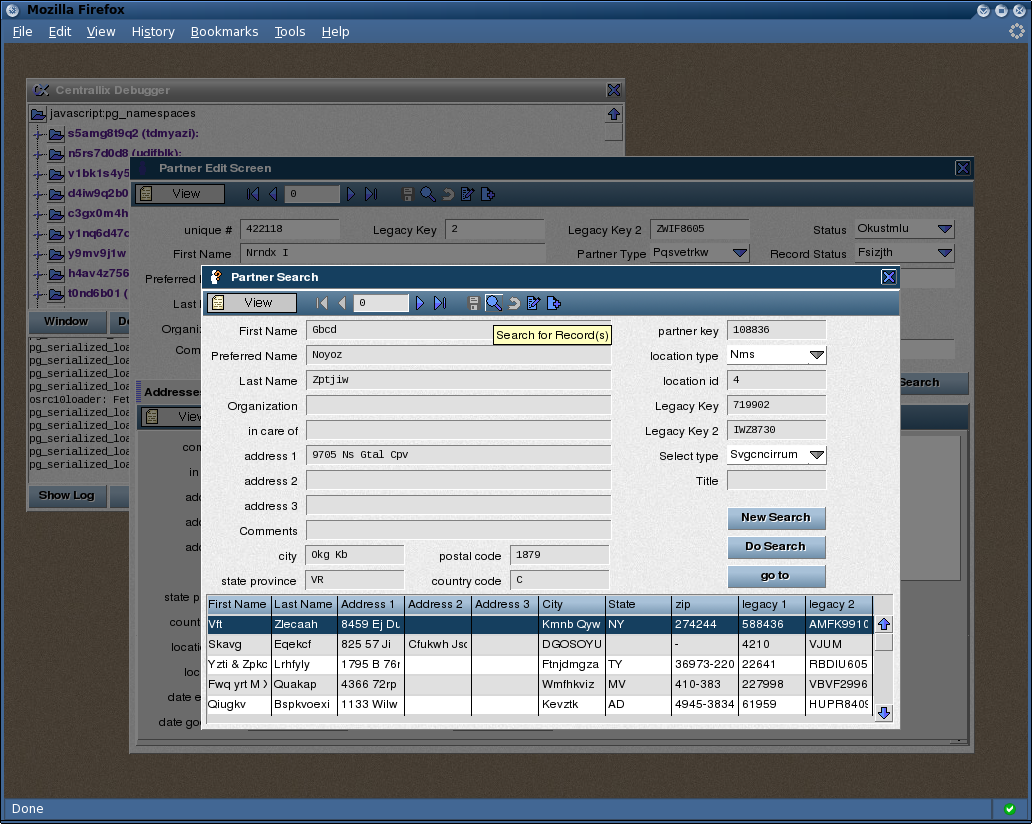 Mozilla Firefox
File Edit View History Bookmarks Tools Help
Centrallix Debugger
javascript:pg_namespaces
s5amg8t9q2 (tdmyazi):
n5rs7d0d8 (udifblk):
Partner Edit Screen
v1bk1s4y5
d4iw9q2b0
View 0
c3gx0m4h
y1nq6d47c
unique # 422118 Legacy Key 2 Legacy Key 2 ZWIF8605 Status Okustmlu
y9mv9j1w
First Name Nrndx I Partner Type Pqsvetrkw Record Status Fsizjth
h4av4z756
Preferred
t0nd6b01 (
Last
Window
Organiz
Com
pg_serialized_loa
pg_serialized_loa
pg_serialized_loa
pg_serialized_loa
osrc10loader: Fet
pg_serialized_loa
pg_serialized_loa
pg_serialized_loa
pg_serialized_loa
pg_serialized_loa
Show Log
Addresses
Search
View
com
in
add
add
add
state p
count
locati
loc
date e
date go
Partner Search
View 0
Search for Record(s)
First Name Gbcd partner key 108836
Preferred Name Noyoz location type Nms
Last Name Zptjiw location id 4
Organization Legacy Key 719902
in care of Legacy Key 2 IWZ8730
address 1 9705 Ns Gtal Cpv Select type Svgcncirrum
address 2 Title
address 3
Comments New Search
city Okg Kb postal code 1879 Do Search
state province VR country code C go to
First Name Last Name Address 1 Address 2 Address 3 City State zip legacy 1 legacy 2
Vft Zlecaah 8459 Ej Du Kmnb Qyw NY 274244 588436 AMFK9910
Skavg Eqekcf 825 57 Ji Cfukwh Jsc DGOSOYU - 4210 VJUM
Yzti & Zpkc Lrhfyly 1795 B 76r Ftnjdmgza TY 36973-220 22641 RBDIU605
Fwq yrt M X Quakap 4366 72rp Wmfhkviz MV 410-383 227998 VBVF2996
Qiugkv Bspkvoexi 1133 Wilw Kevztk AD 4945-3834 61959 HUPR8409
Done